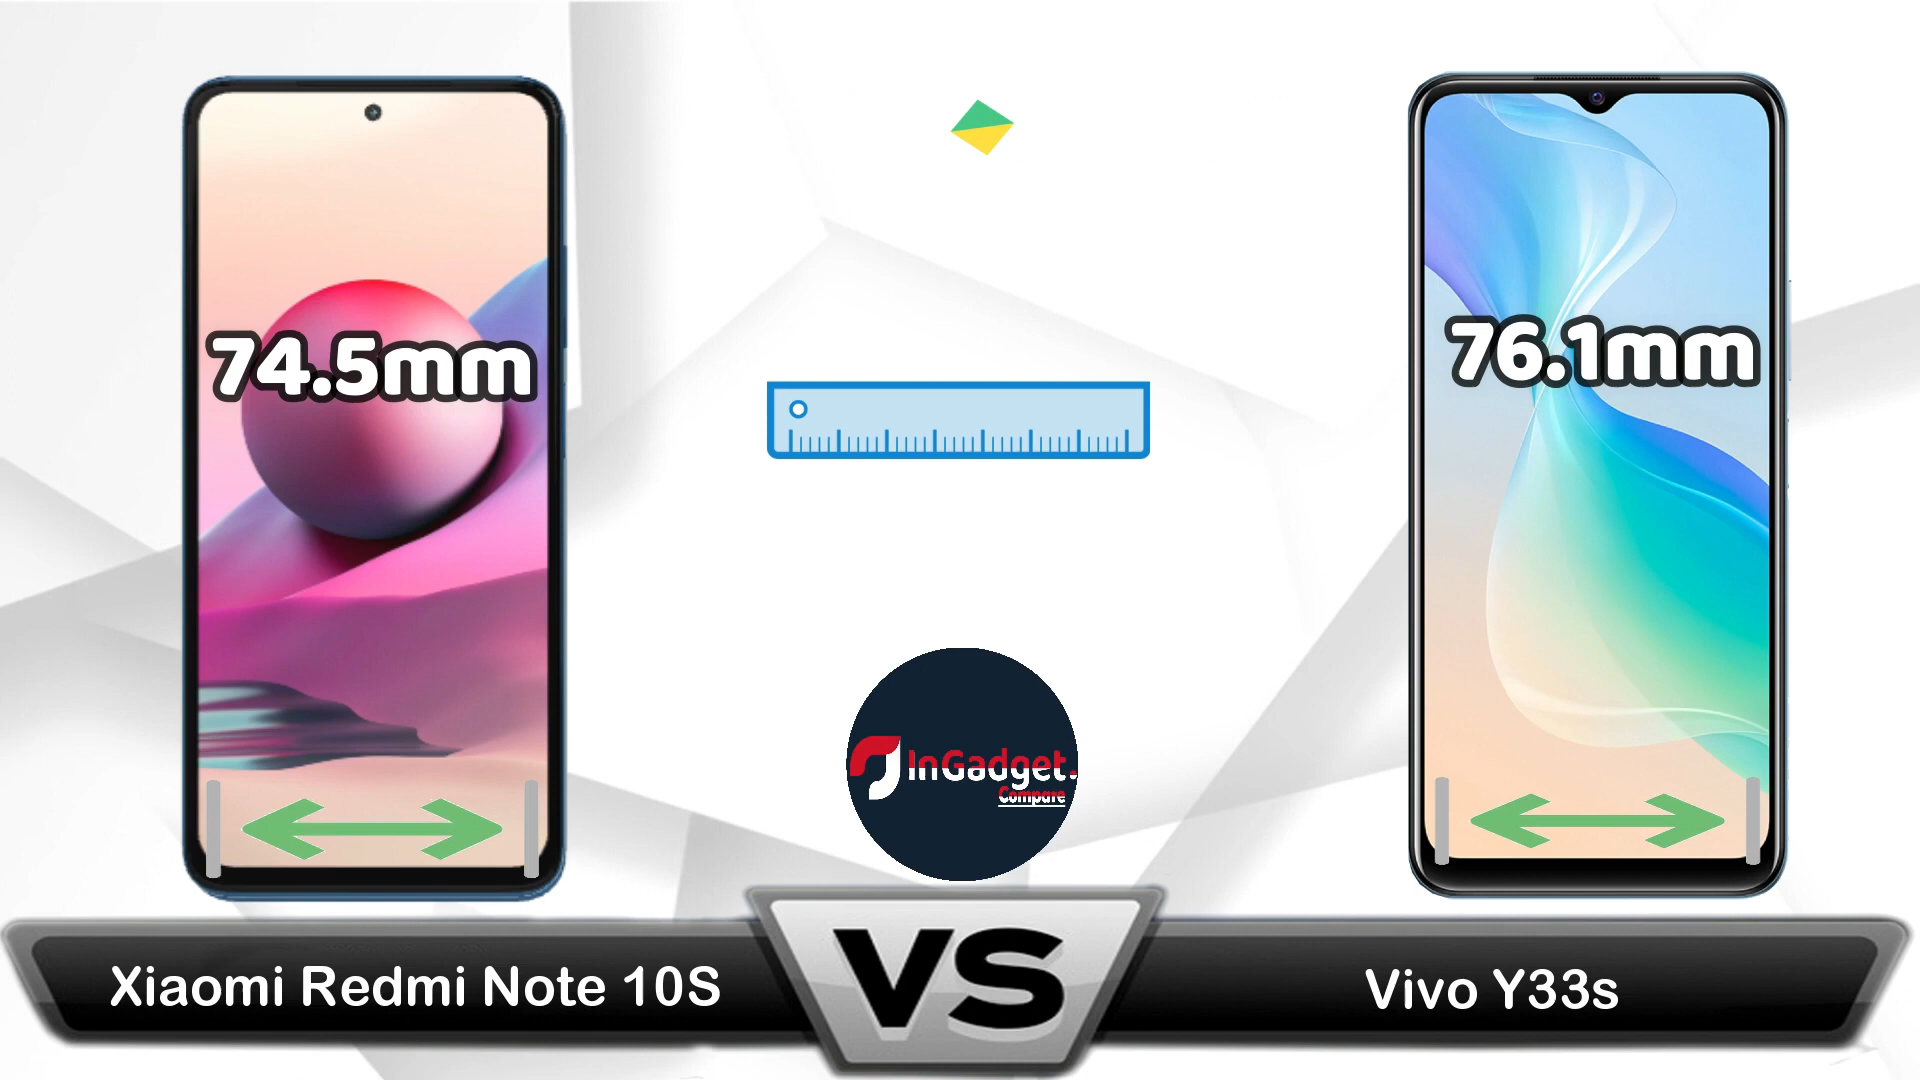 74.5mm
76.1mm
InGadget.
Compare
Xiaomi Redmi Note 10S
VS
Vivo Y33s